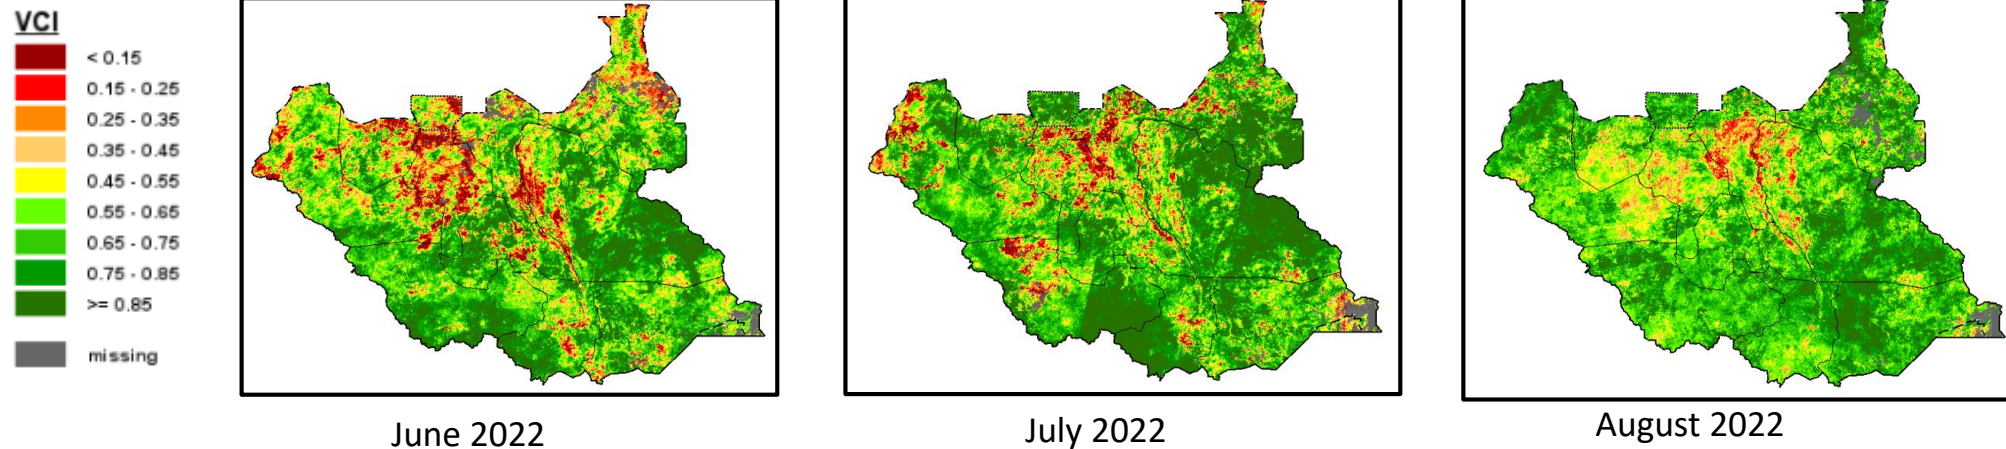 VCI
< 0.15
0.15 - 0.25
0.25 - 0.35
0.35 - 0.45
0.45 - 0.55
0.55 - 0.65
0.65 - 0.75
0.75 - 0.85
>= 0.85
missing
June 2022
July 2022
August 2022